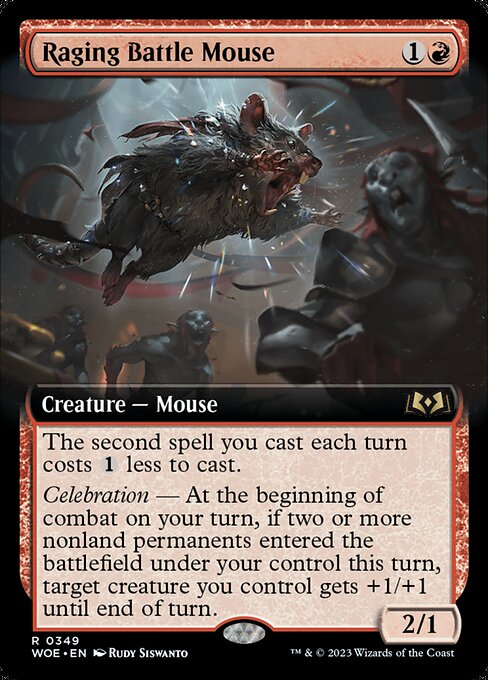 Raging Battle Mouse 1
Creature — Mouse
The second spell you cast each turn
costs 1 less to cast.
Celebration — At the beginning of
combat on your turn, if two or more
nonland permanents entered the
battlefield under your control this turn,
target creature you control gets +1/+1
until end of turn.
2/1
R 0349
WOE • EN RUDY SISWANTO ™ & © 2023 Wizards of the Coast